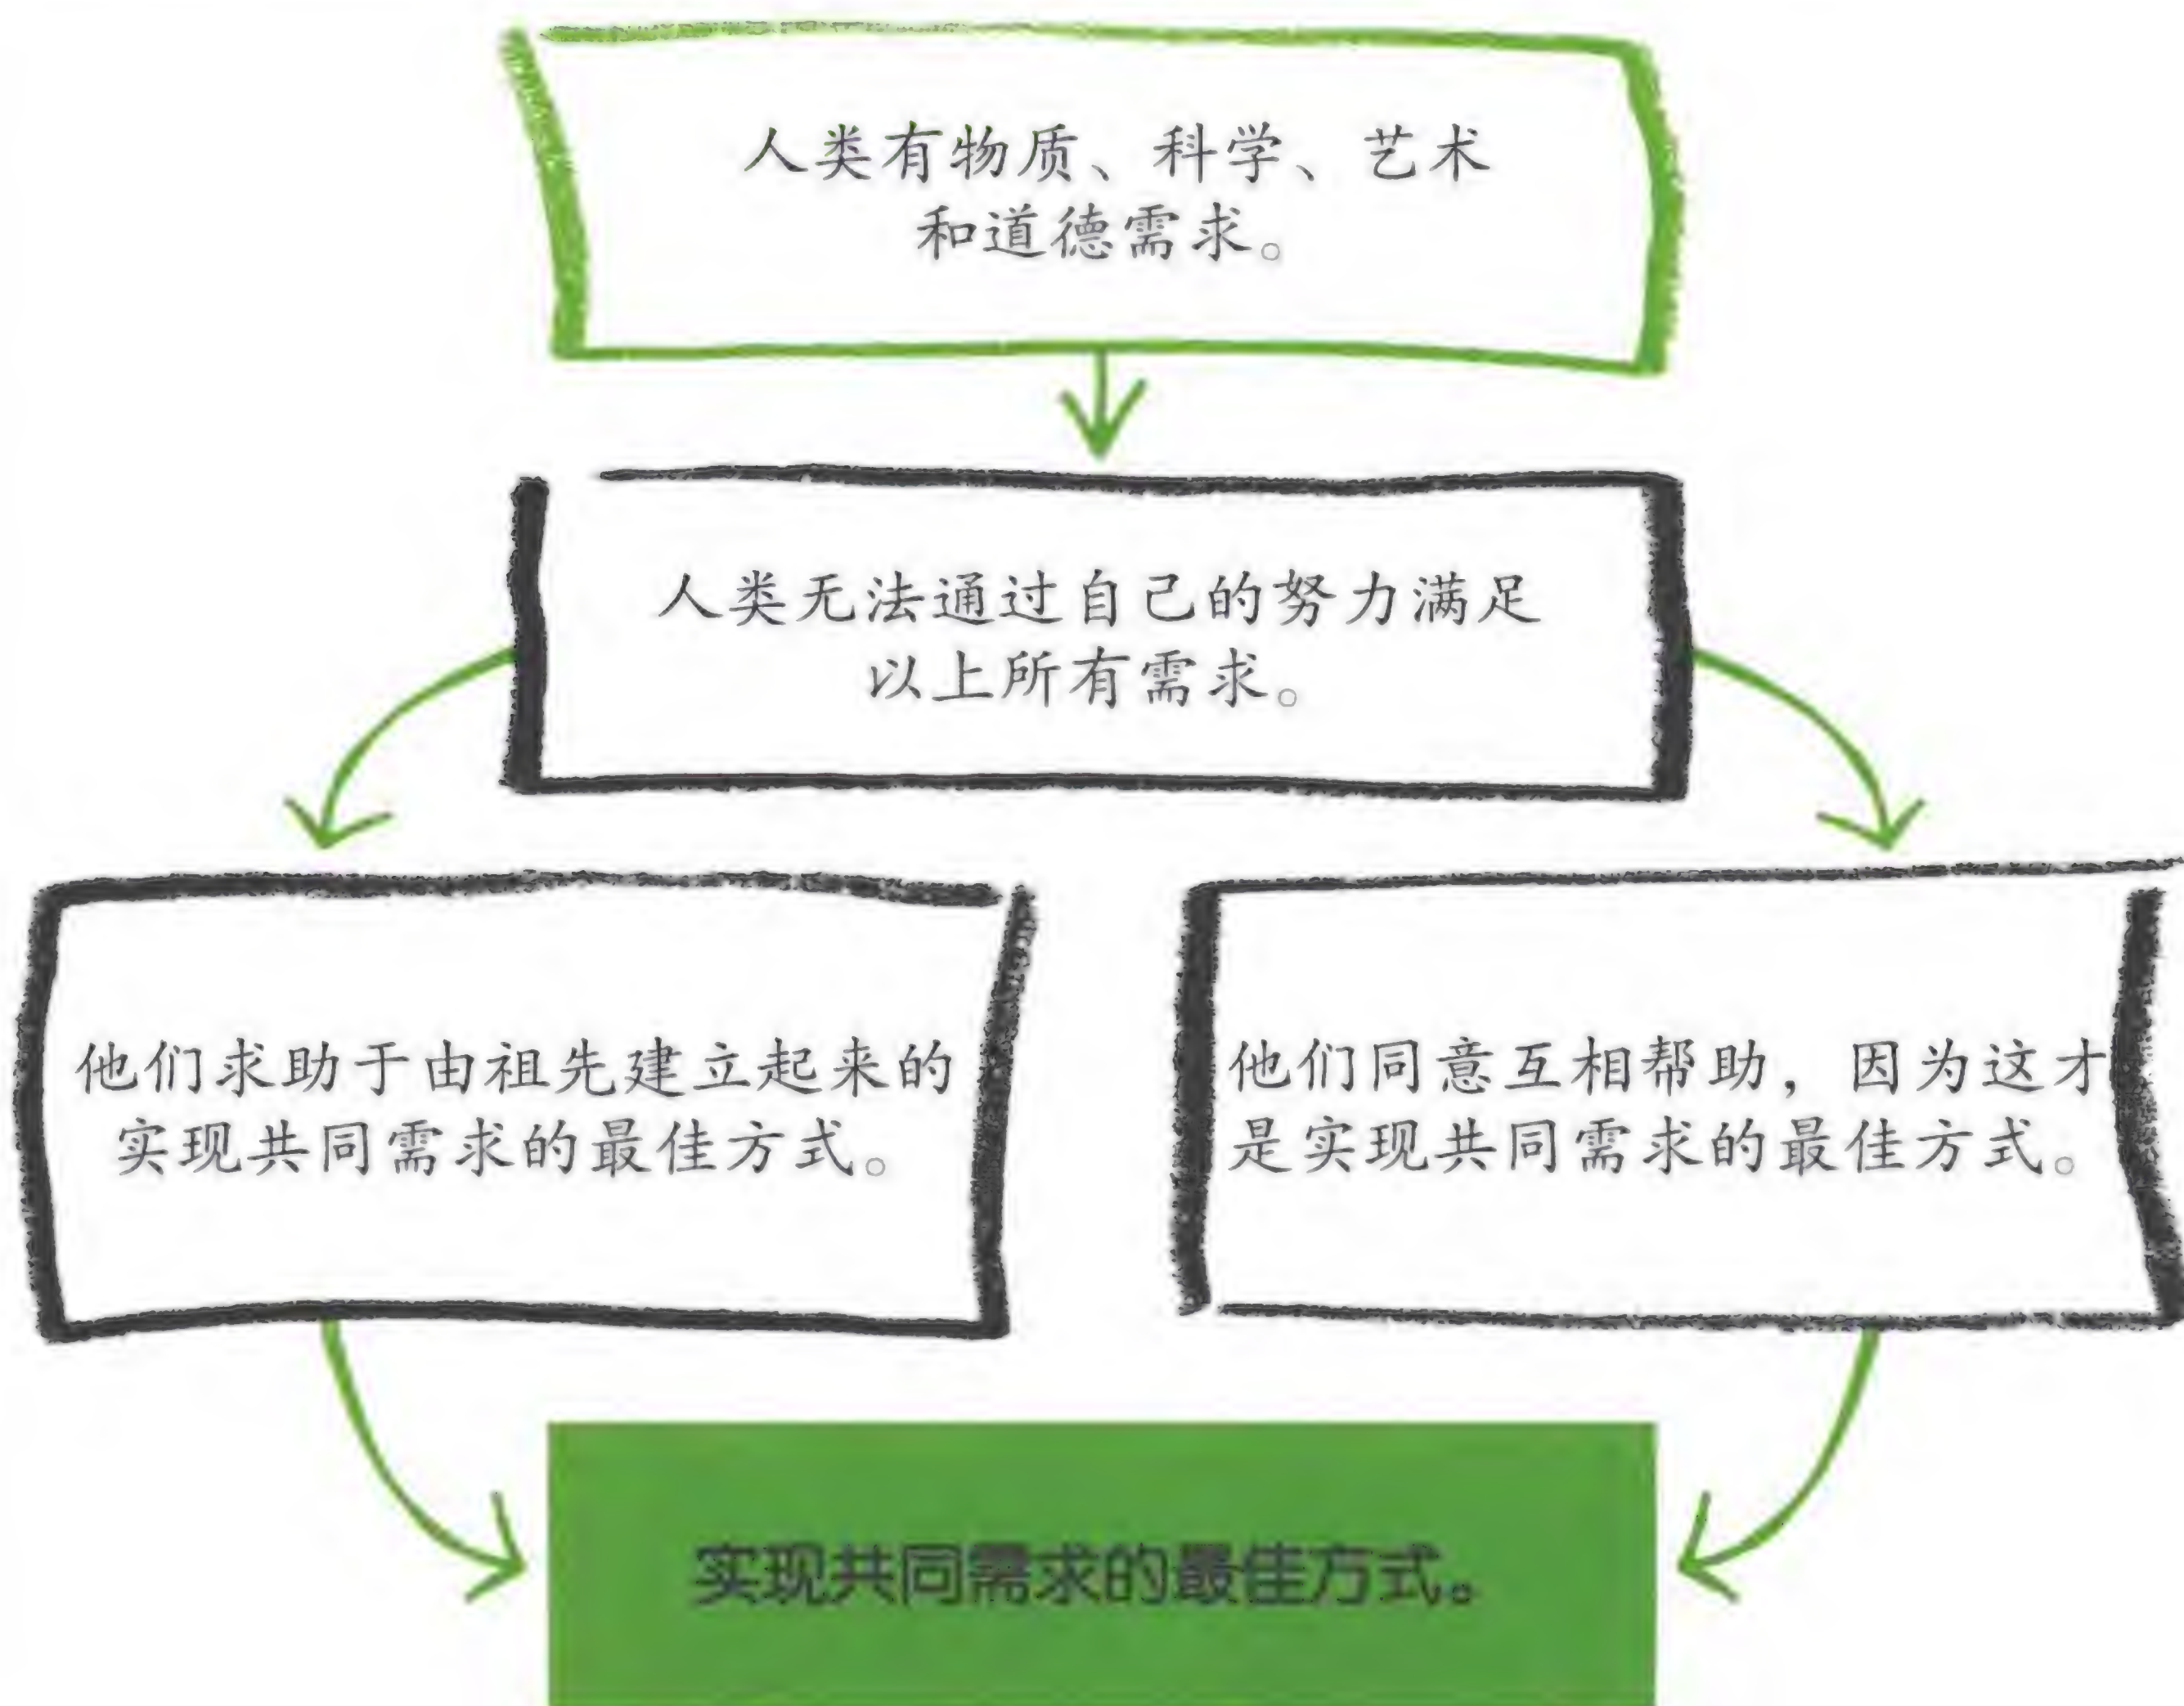 人类有物质、科学、艺术
和道德需求。
人类无法通过自己的努力满足
以上所有需求。
他们求助于由祖先建立起来的
实现共同需求的最佳方式。
他们同意互相帮助，因为这才
是实现共同需求的最佳方式。
实现共同需求的最佳方式。